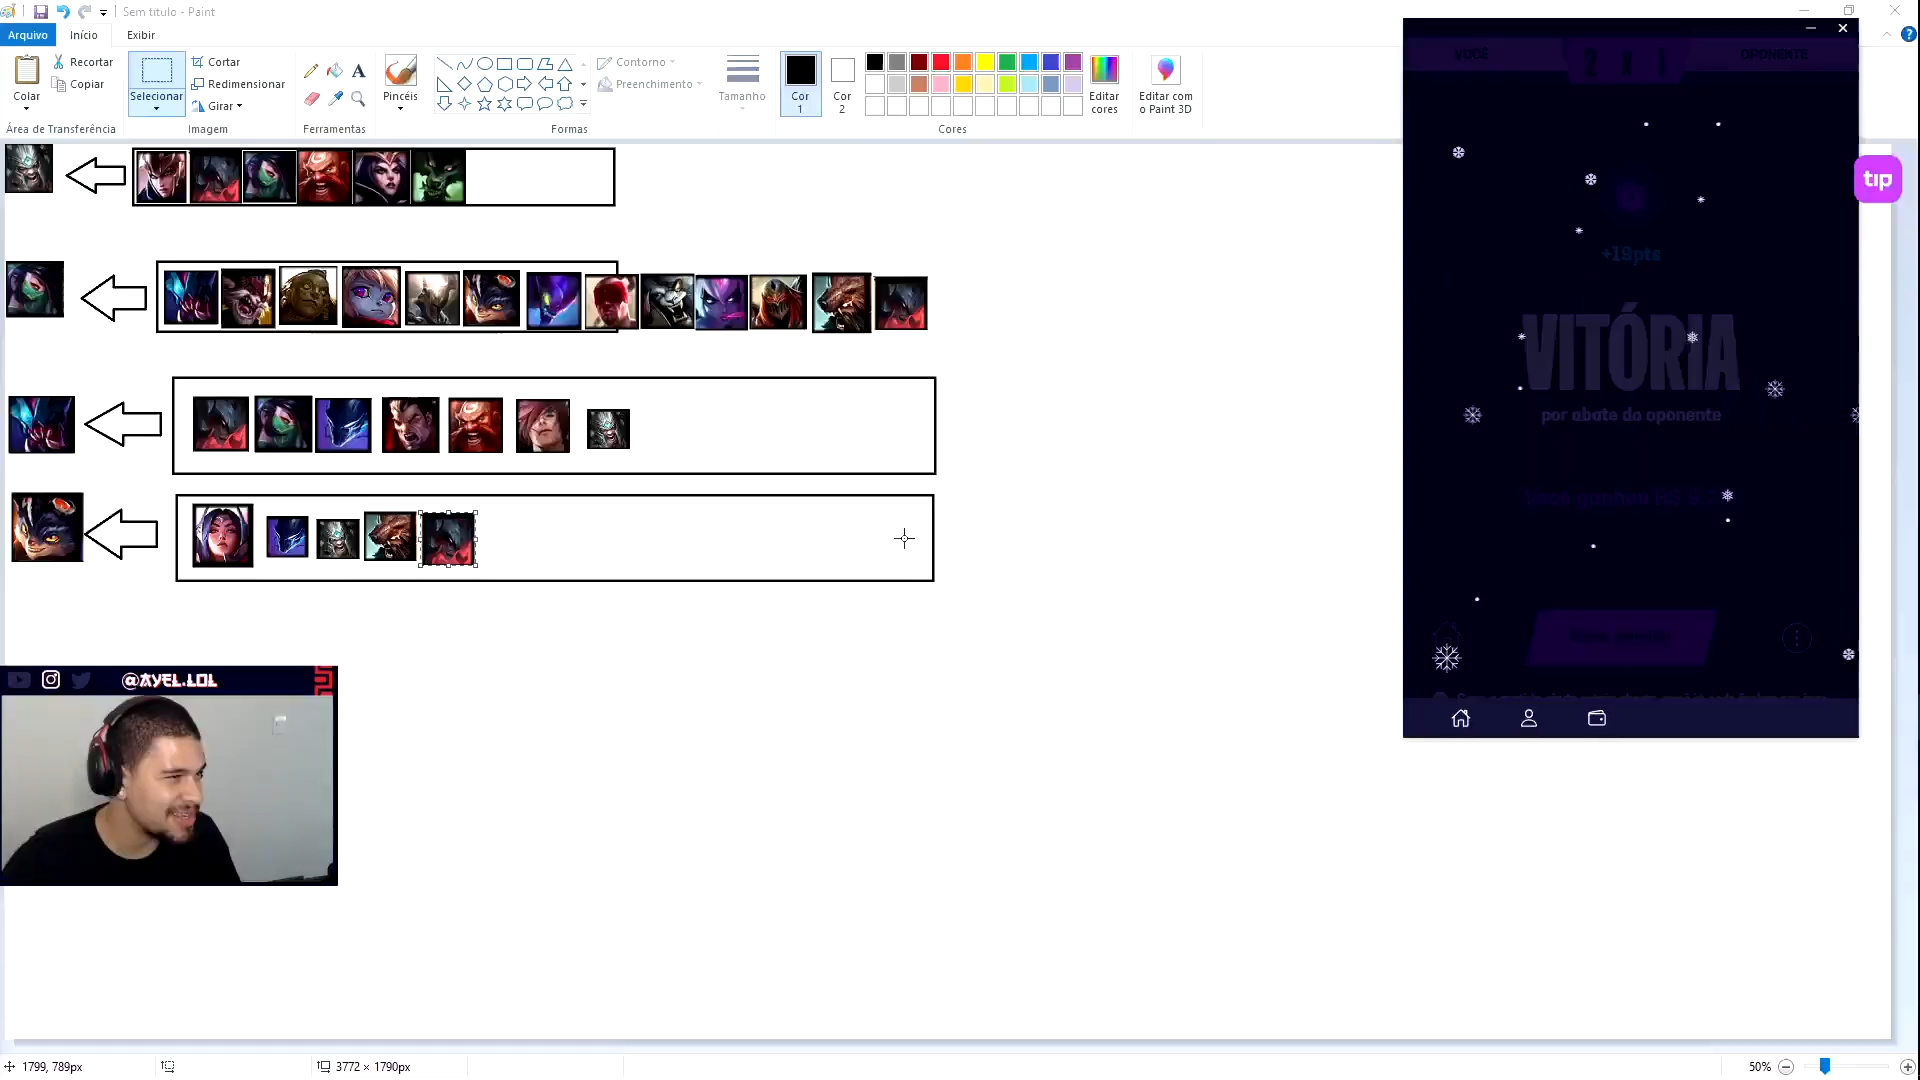 Sem título - Paint
Arquivo Início Exibir
Colar
Recortar
Copiar
Área de Transferência
Selecionar
Cortar
Redimensionar
Girar
Imagem
A
Ferramentas
Pincéis
Contorno
Preenchimento
Formas
Tamanho
Cor 1
Cor 2
Editar cores
Editar com o Paint 3D
Cores
VOCÊ
OPONENTE
tip
+19pts
VITÓRIA
por abate do oponente
@AYEL.LOL
1799, 789px
3772 × 1790px
50%